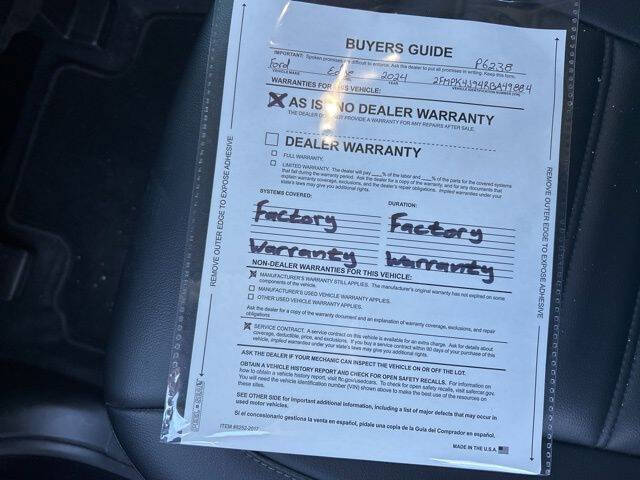 BUYERS GUIDE
IMPORTANT: Spoken promises are difficult to enforce. Ask the dealer to put all promises in writing. Keep this form.
P6238
Ford Edge 2024 2FMPK4J94RBA49884
VEHICLE MAKE YEAR VEHICLE IDENTIFICATION NUMBER (VIN)
WARRANTIES FOR THIS VEHICLE:
X AS IS-NO DEALER WARRANTY
THE DEALER DOES NOT PROVIDE A WARRANTY FOR ANY REPAIRS AFTER SALE.
DEALER WARRANTY
FULL WARRANTY.
LIMITED WARRANTY. The dealer will pay ___% of the labor and ___% of the parts for the covered systems
that fail during the warranty period. Ask the dealer for a copy of the warranty, and for any documents that
explain warranty coverage, exclusions, and the dealer's repair obligations. Implied warranties under your
state's laws may give you additional rights.
SYSTEMS COVERED: DURATION:
Factory Factory
Warranty Warranty
NON-DEALER WARRANTIES FOR THIS VEHICLE:
X MANUFACTURER'S WARRANTY STILL APPLIES. The manufacturer's original warranty has not expired on some
components of the vehicle.
MANUFACTURER'S USED VEHICLE WARRANTY APPLIES.
OTHER USED VEHICLE WARRANTY APPLIES.
Ask the dealer for a copy of the warranty document and an explanation of warranty coverage, exclusions, and repair
obligations
X SERVICE CONTRACT. A service contract on this vehicle is available for an extra charge. Ask for details about
coverage, deductible, price, and exclusions. If you buy a service contract within 90 days of your purchase of this
vehicle, implied warranties under your state's laws may give you additional rights.
ASK THE DEALER IF YOUR MECHANIC CAN INSPECT THE VEHICLE ON OR OFF THE LOT.
OBTAIN A VEHICLE HISTORY REPORT AND CHECK FOR OPEN SAFETY RECALLS. For information on
how to obtain a vehicle history report, visit ftc.gov/usedcars. To check for open safety recalls, visit safercar.gov.
You will need the vehicle identification number (VIN) shown above to make the best use of the resources on
these sites.
SEE OTHER SIDE for important additional information, including a list of major defects that may occur in
used motor vehicles.
Si el concesionario gestiona la venta en español, pídale una copia de la Guía del Comprador en español.
ITEM #8252-2017
MADE IN THE U.S.A.
REMOVE OUTER EDGE TO EXPOSE ADHESIVE
REMOVE OUTER EDGE TO EXPOSE ADHESIVE